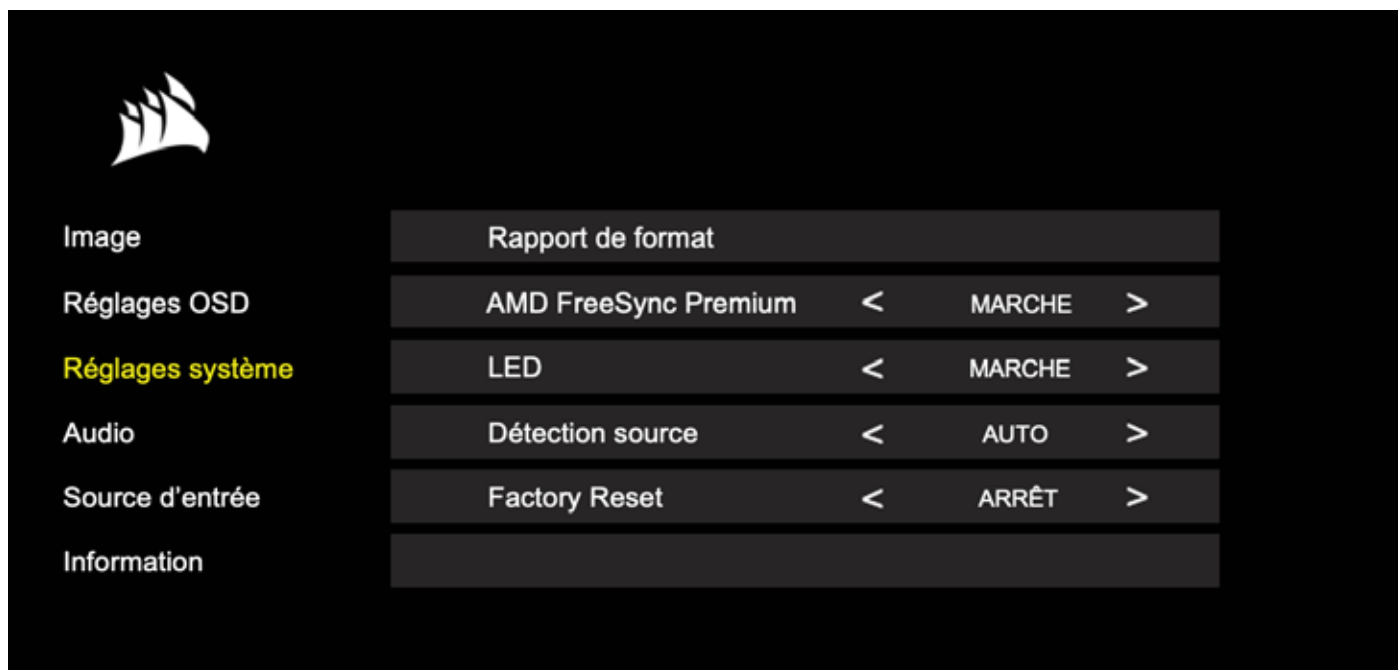 Image
Rapport de format
Réglages OSD
AMD FreeSync Premium < MARCHE >
Réglages système
LED < MARCHE >
Audio
Détection source < AUTO >
Source d’entrée
Factory Reset < ARRÊT >
Information